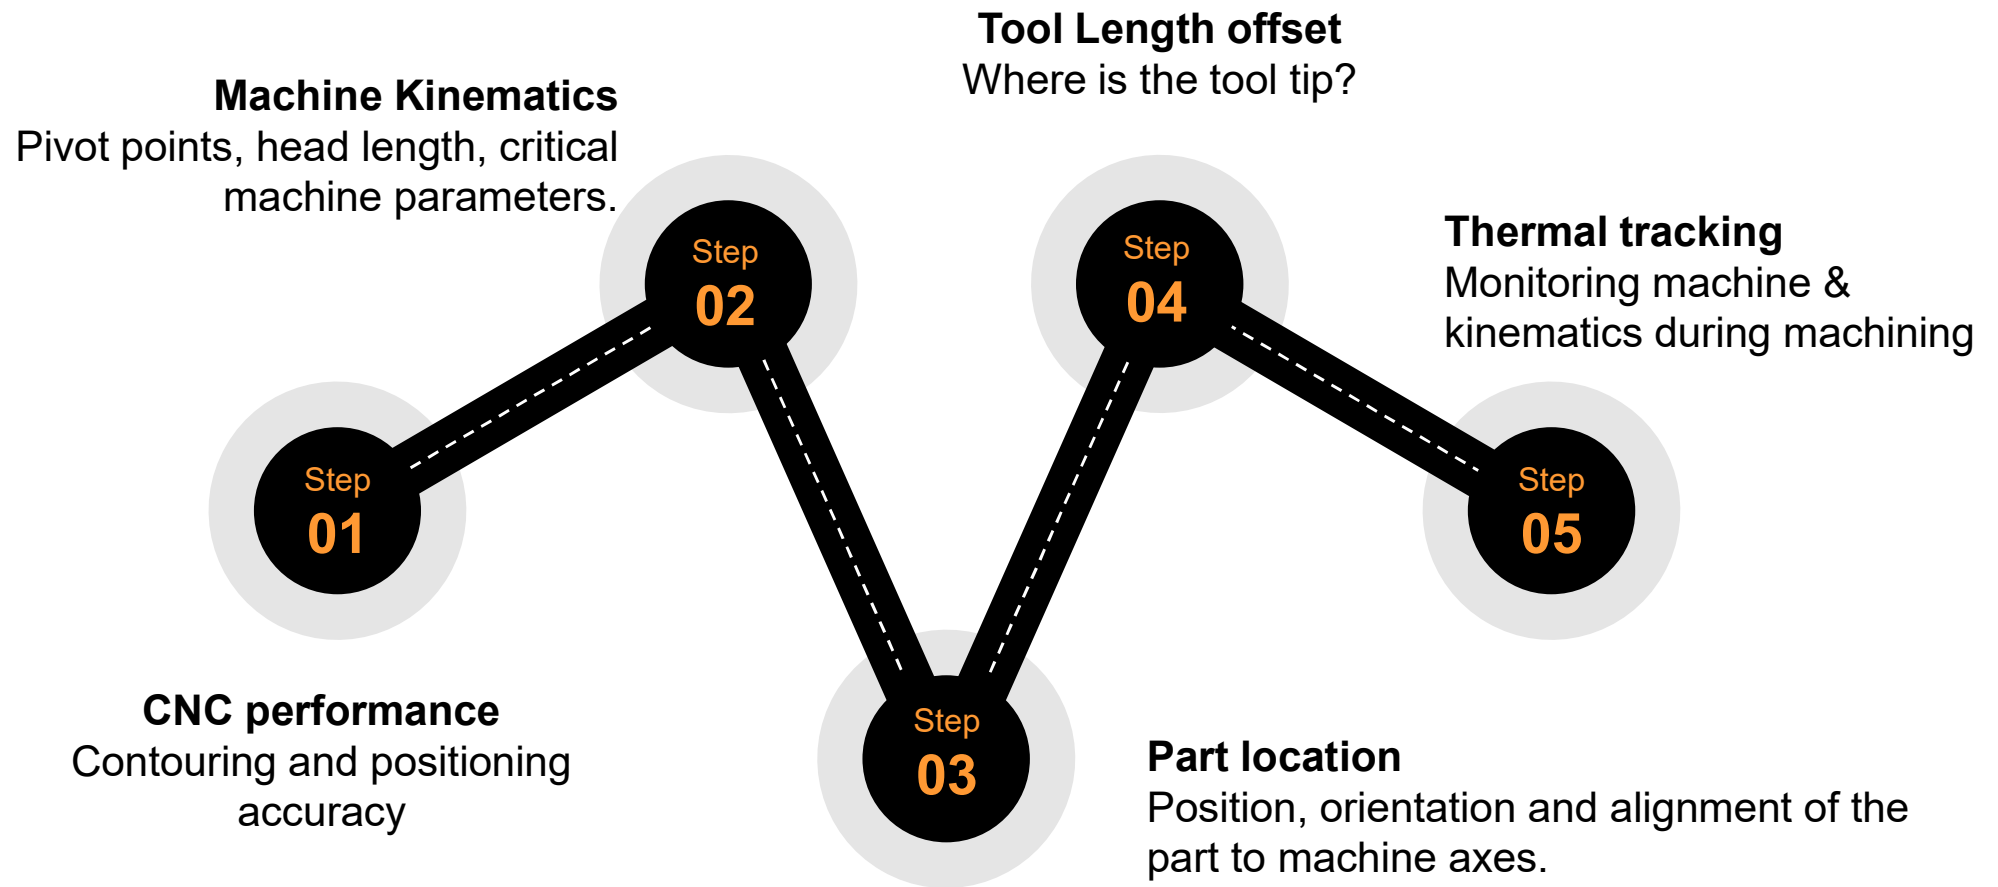 Tool Length offset
Where is the tool tip?
Machine Kinematics
Pivot points, head length, critical
machine parameters.
Step
02
Step
04
Thermal tracking
Monitoring machine &
kinematics during machining
Step
01
Step
05
CNC performance
Contouring and positioning
accuracy
Step
03
Part location
Position, orientation and alignment of the
part to machine axes.